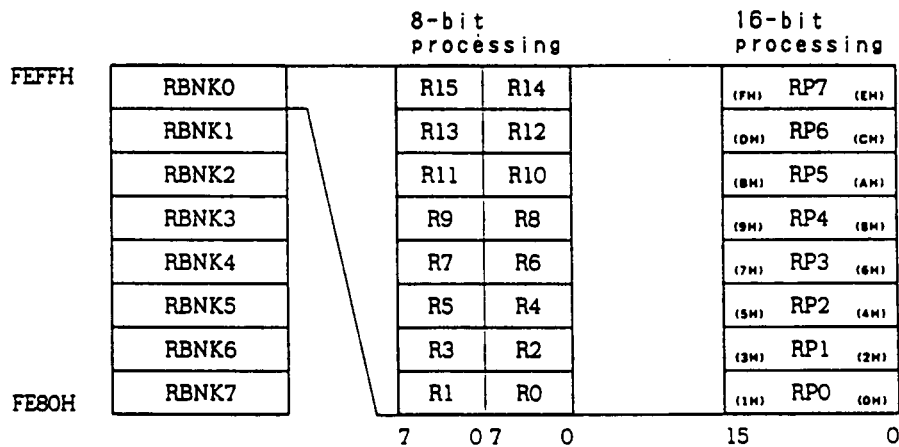 8-bit 16-bit
processing processing
FEFFH RBNK0 R15 R14 (FH) RP7 (EH)
RBNK1 R13 R12 (DH) RP6 (CH)
RBNK2 R11 R10 (BH) RP5 (AH)
RBNK3 R9 R8 (9H) RP4 (8H)
RBNK4 R7 R6 (7H) RP3 (6H)
RBNK5 R5 R4 (5H) RP2 (4H)
RBNK6 R3 R2 (3H) RP1 (2H)
FE80H RBNK7 R1 R0 (1H) RP0 (0H)
7 0 7 0 15 0